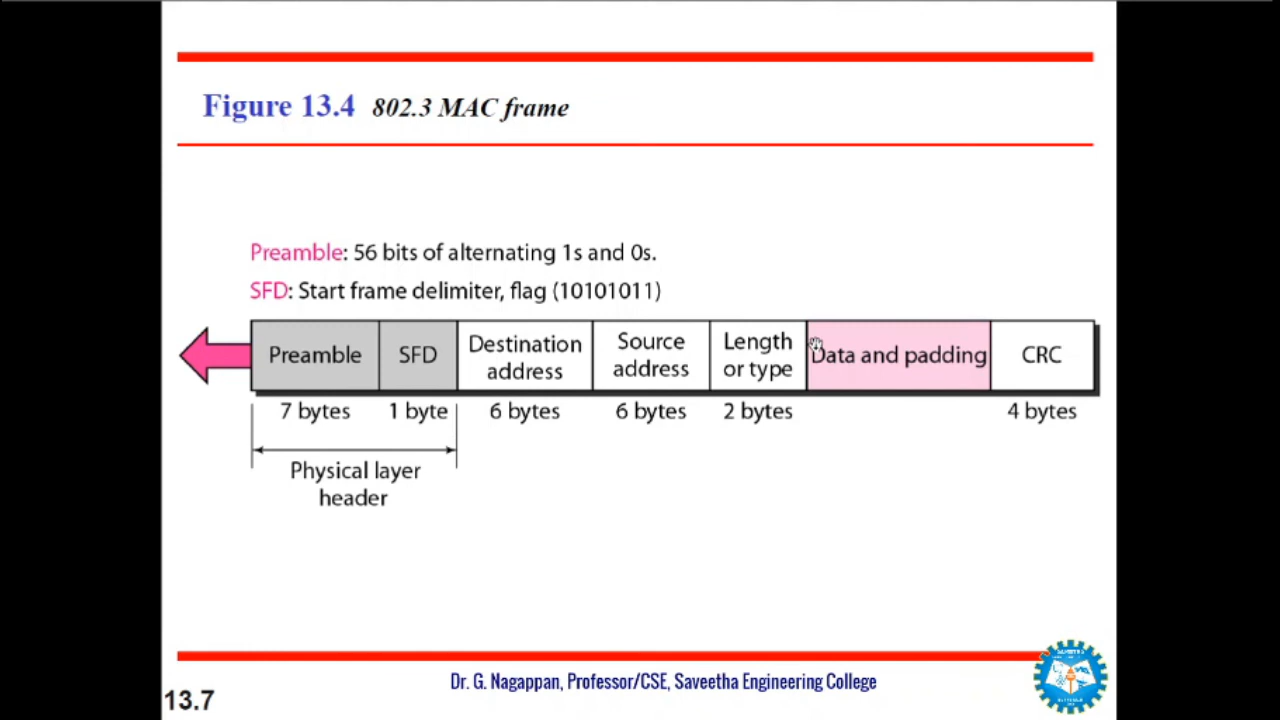 Figure 13.4 802.3 MAC frame
Preamble: 56 bits of alternating 1s and 0s.
SFD: Start frame delimiter, flag (10101011)
Preamble
SFD
Destination
address
Source
address
Length
or type
Data and padding
CRC
7 bytes
1 byte
6 bytes
6 bytes
2 bytes
4 bytes
Physical layer
header
Dr. G. Nagappan, Professor/CSE, Saveetha Engineering College
13.7
SAVEETHA